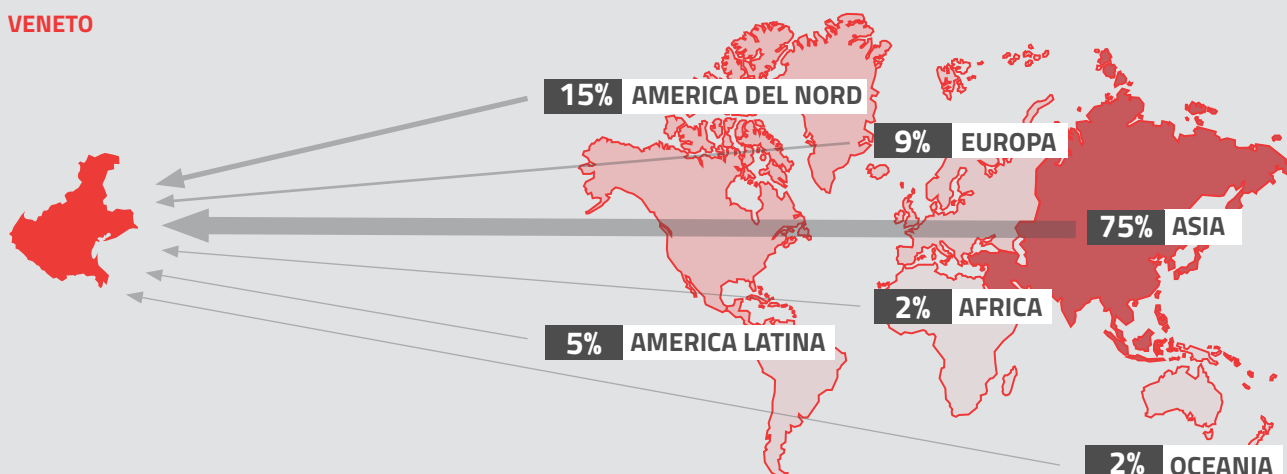 VENETO
15% AMERICA DEL NORD
9% EUROPA
75% ASIA
2% AFRICA
5% AMERICA LATINA
2% OCEANIA